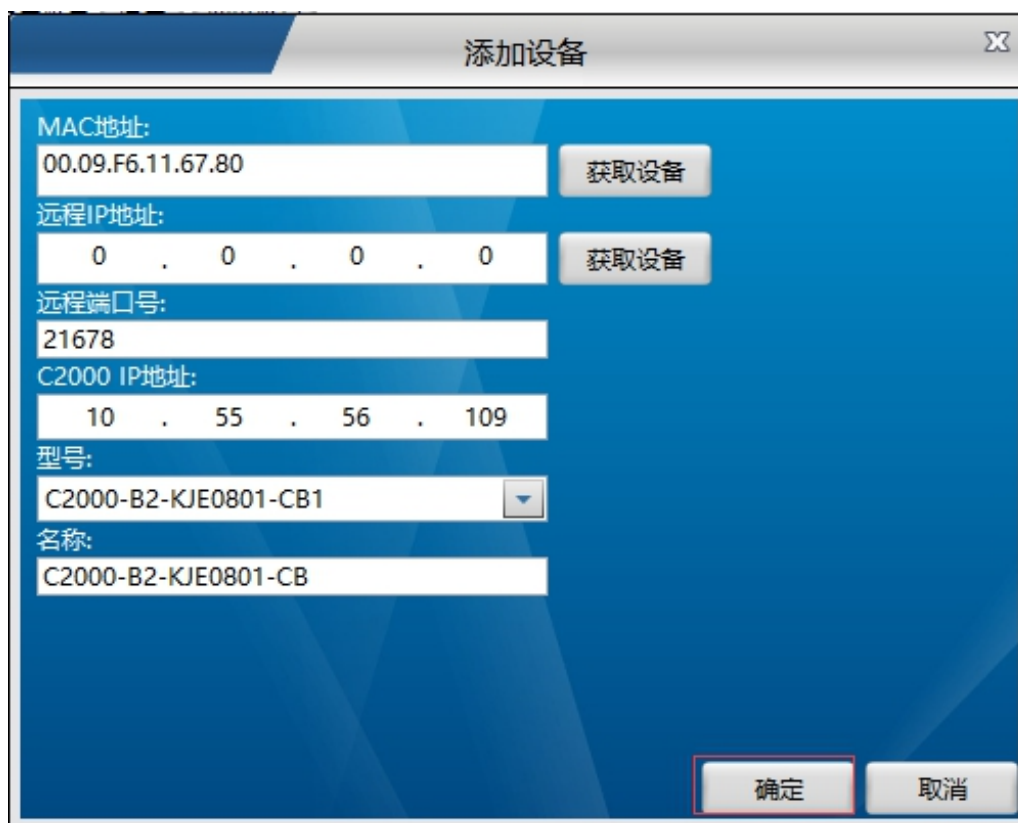 添加设备
MAC地址:
00.09.F6.11.67.80
获取设备
远程IP地址:
0 . 0 . 0 . 0
获取设备
远程端口号:
21678
C2000 IP地址:
10 . 55 . 56 . 109
型号:
C2000-B2-KJE0801-CB1
名称:
C2000-B2-KJE0801-CB
确定
取消